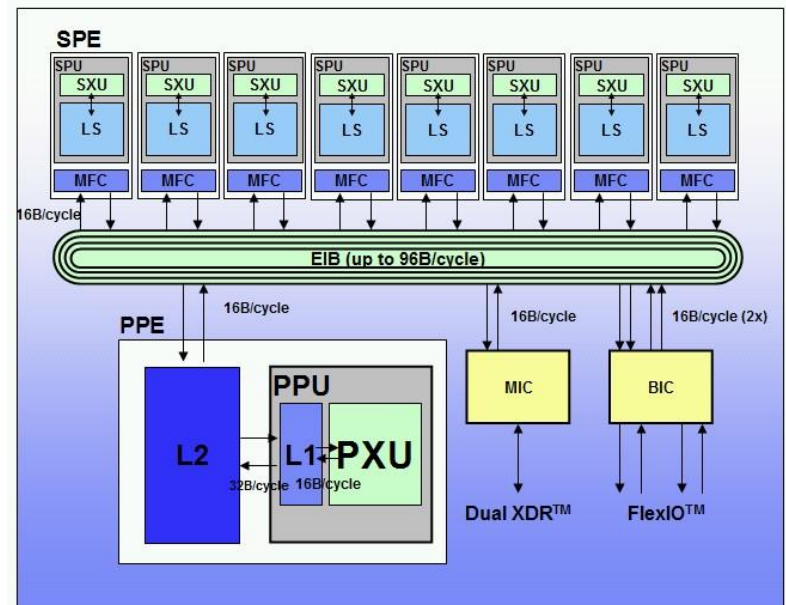 SPE
SPU SPU SPU SPU SPU SPU SPU SPU
SXU SXU SXU SXU SXU SXU SXU SXU
LS LS LS LS LS LS LS LS
MFC MFC MFC MFC MFC MFC MFC MFC
16B/cycle
EIB (up to 96B/cycle)
16B/cycle 16B/cycle 16B/cycle (2x)
PPE
PPU
MIC BIC
L2 L1 PXU
32B/cycle 16B/cycle
Dual XDR™ FlexIO™